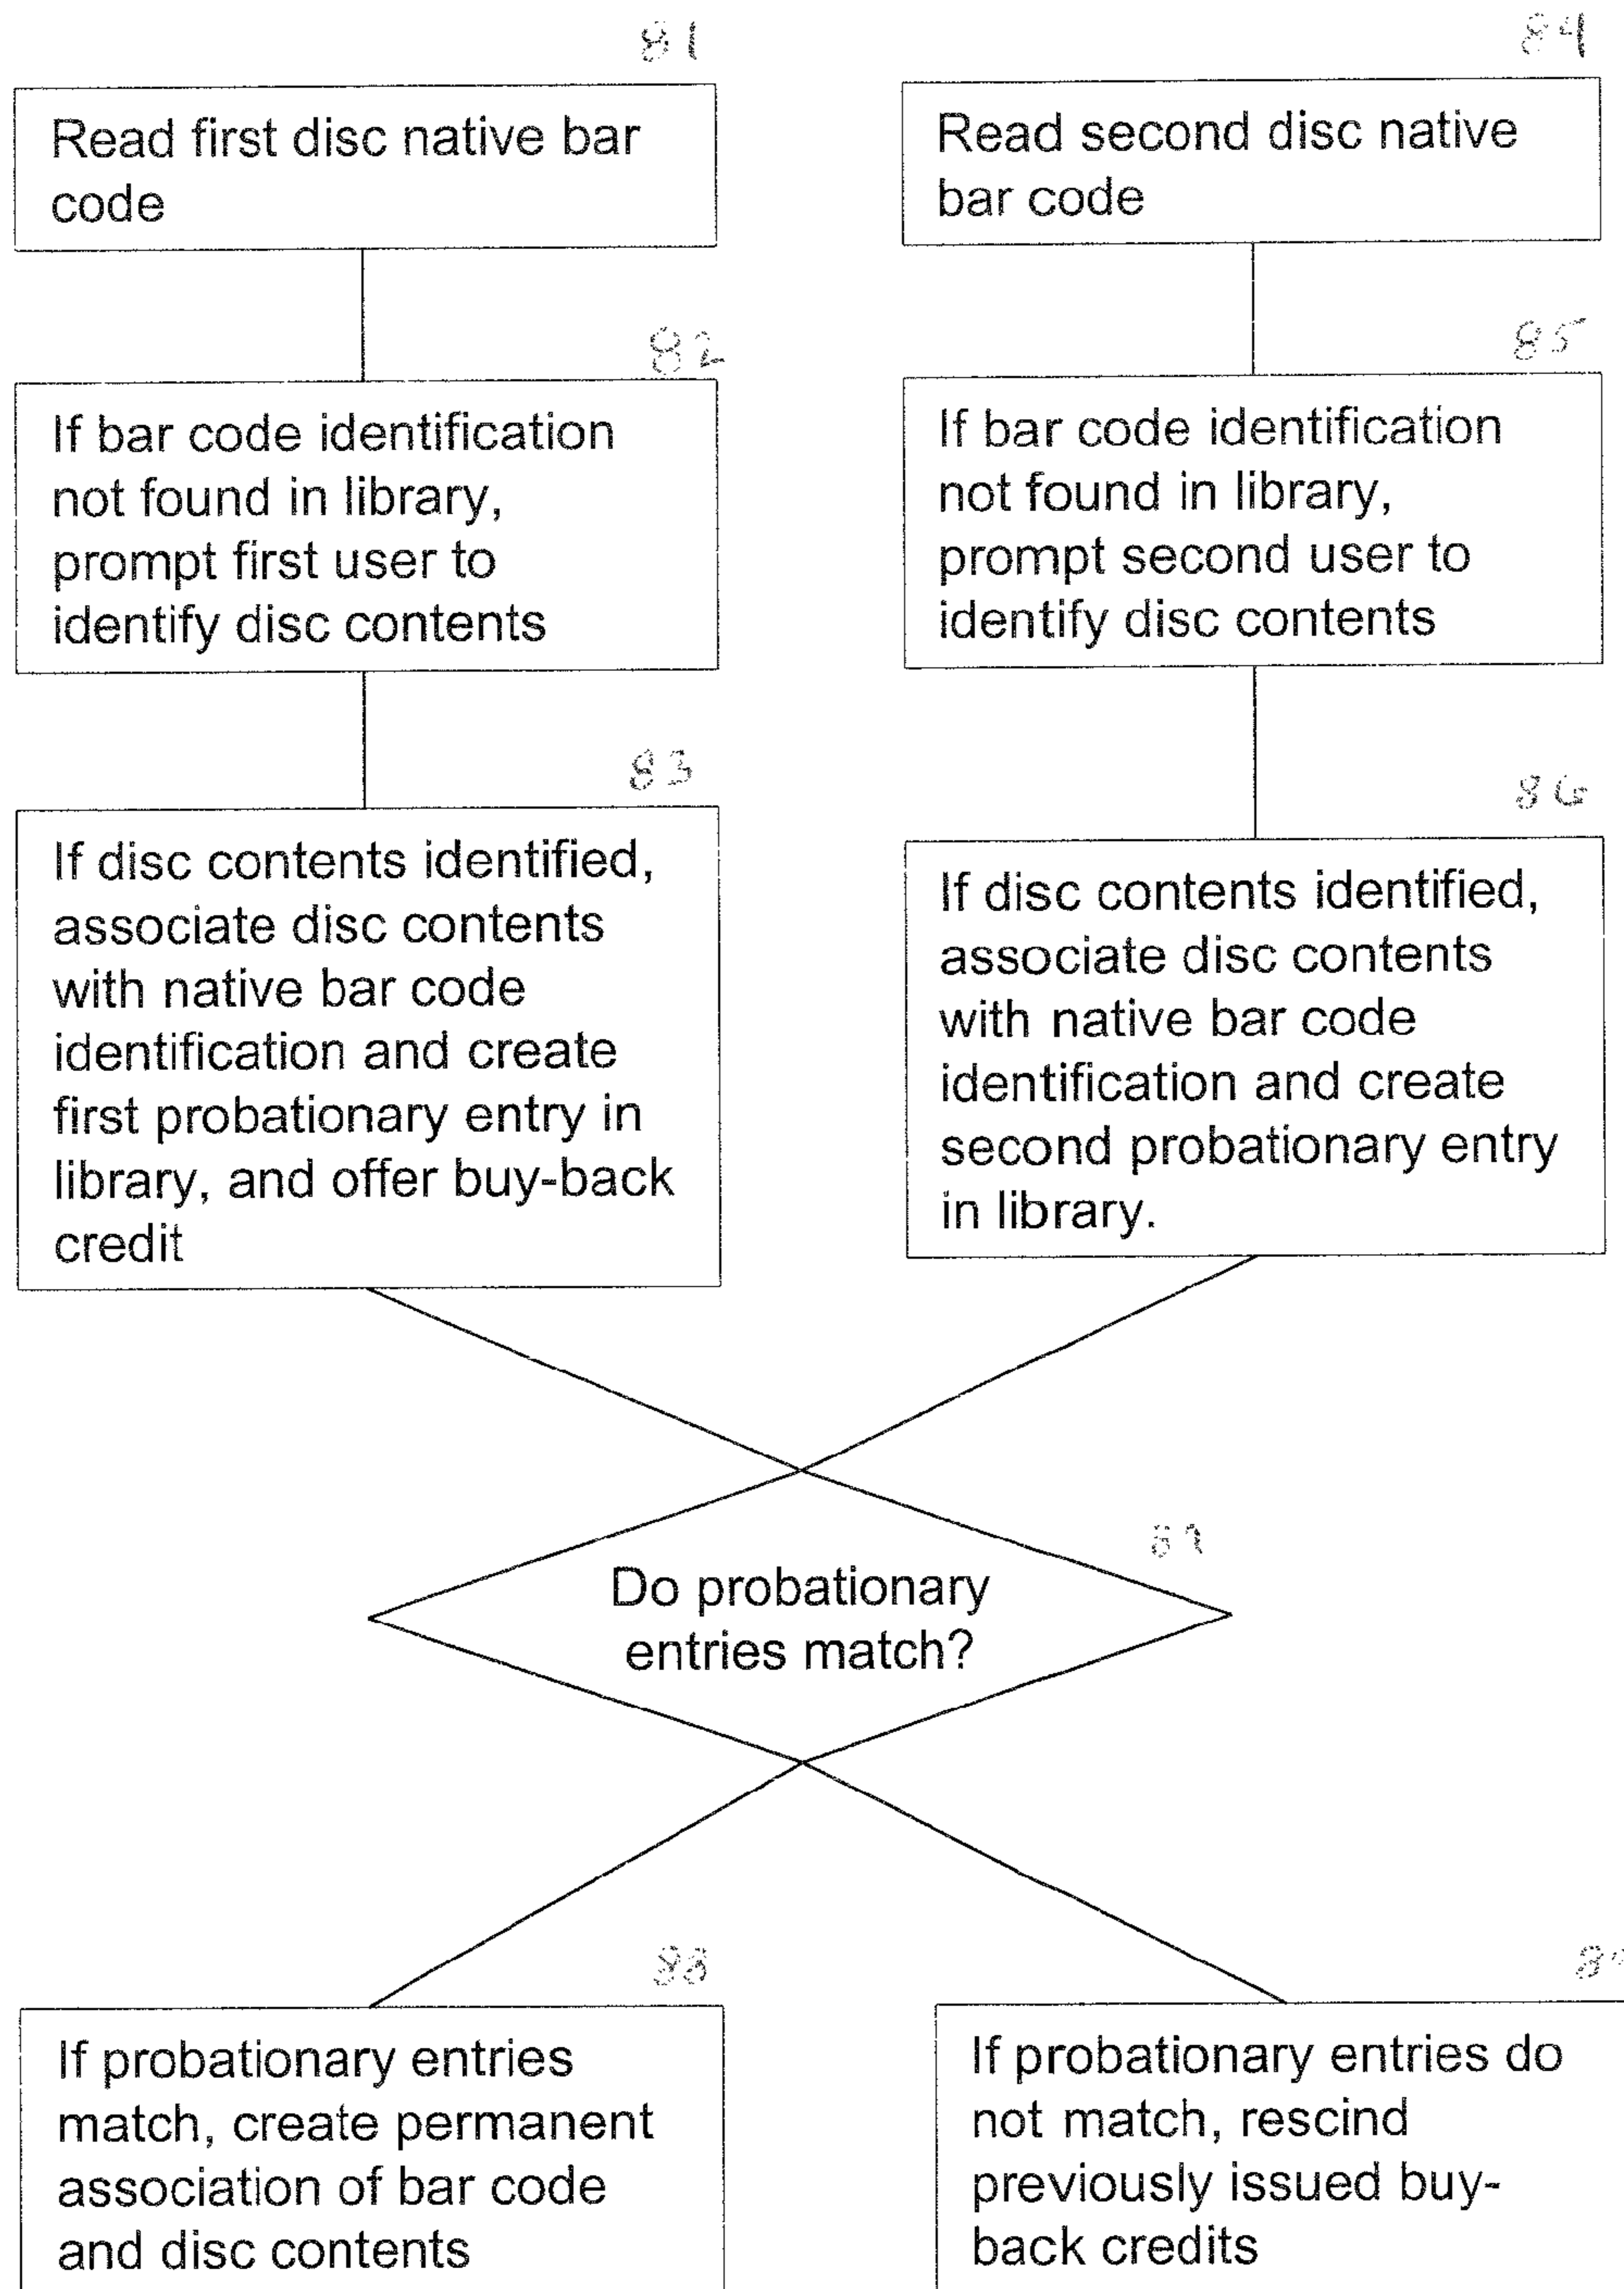 81
Read first disc native bar
code
82
If bar code identification
not found in library,
prompt first user to
identify disc contents
83
If disc contents identified,
associate disc contents
with native bar code
identification and create
first probationary entry in
library, and offer buy-back
credit
84
Read second disc native
bar code
85
If bar code identification
not found in library,
prompt second user to
identify disc contents
86
If disc contents identified,
associate disc contents
with native bar code
identification and create
second probationary entry
in library.
Do probationary
entries match?
88
If probationary entries
match, create permanent
association of bar code
and disc contents
If probationary entries do
not match, rescind
previously issued buy-
back credits